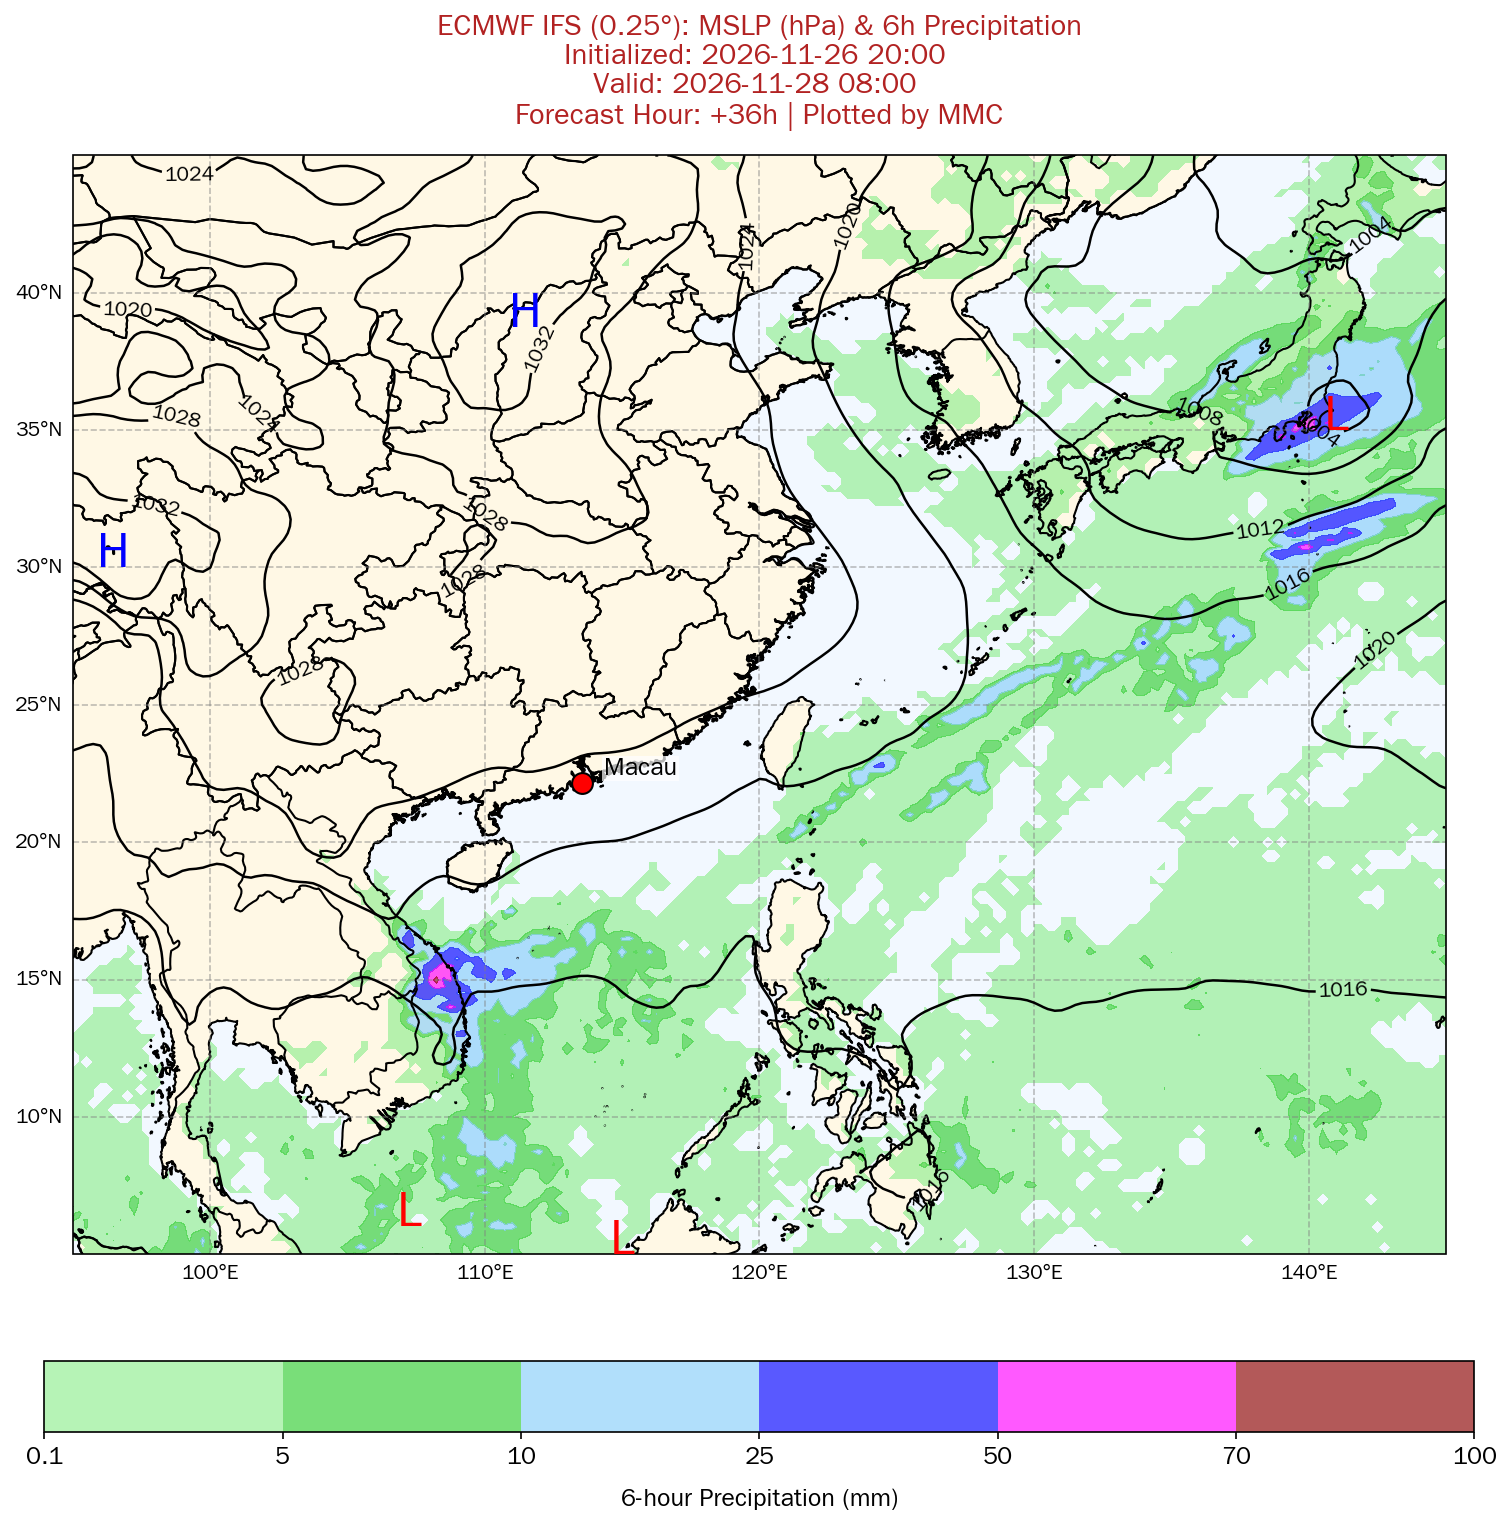 ECMWF IFS (0.25°): MSLP (hPa) & 6h Precipitation
Initialized: 2026-11-26 20:00
Valid: 2026-11-28 08:00
Forecast Hour: +36h | Plotted by MMC
1024
1020
1024
1004
40°N
1020
H
1032
1028
1024
1008
L
1004
35°N
1032
1028
1012
H
30°N
1028
1016
1028
1020
25°N
Macau
20°N
15°N
1016
10°N
1016
L
L
100°E 110°E 120°E 130°E 140°E
0.1 5 10 25 50 70 100
6-hour Precipitation (mm)